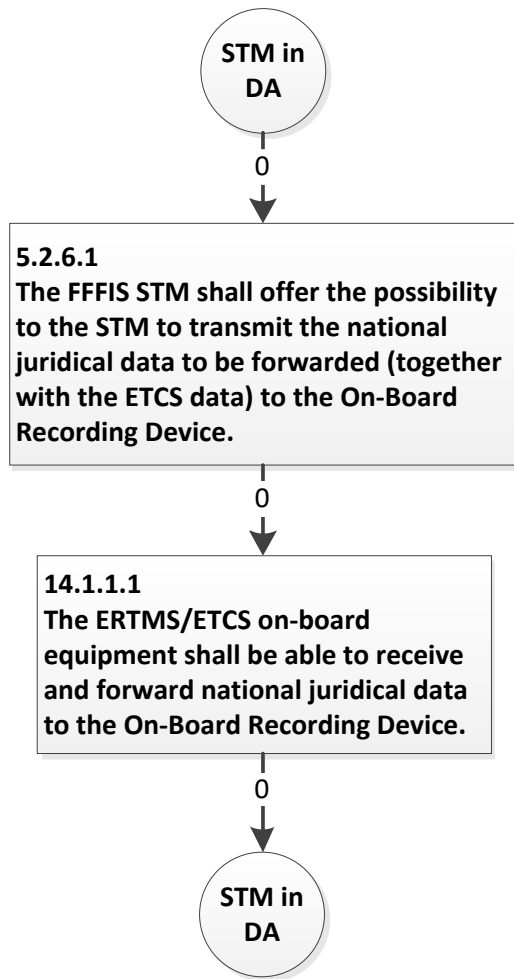 STM in
DA
0
5.2.6.1
The FFFIS STM shall offer the possibility
to the STM to transmit the national
juridical data to be forwarded (together
with the ETCS data) to the On-Board
Recording Device.
0
14.1.1.1
The ERTMS/ETCS on-board
equipment shall be able to receive
and forward national juridical data
to the On-Board Recording Device.
0
STM in
DA